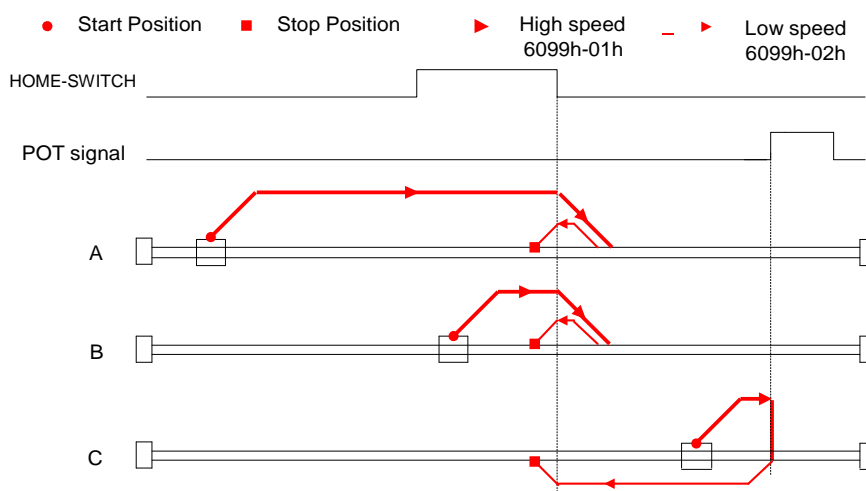 Start Position
Stop Position
High speed
6099h-01h
Low speed
6099h-02h
HOME-SWITCH
POT signal
A
B
C